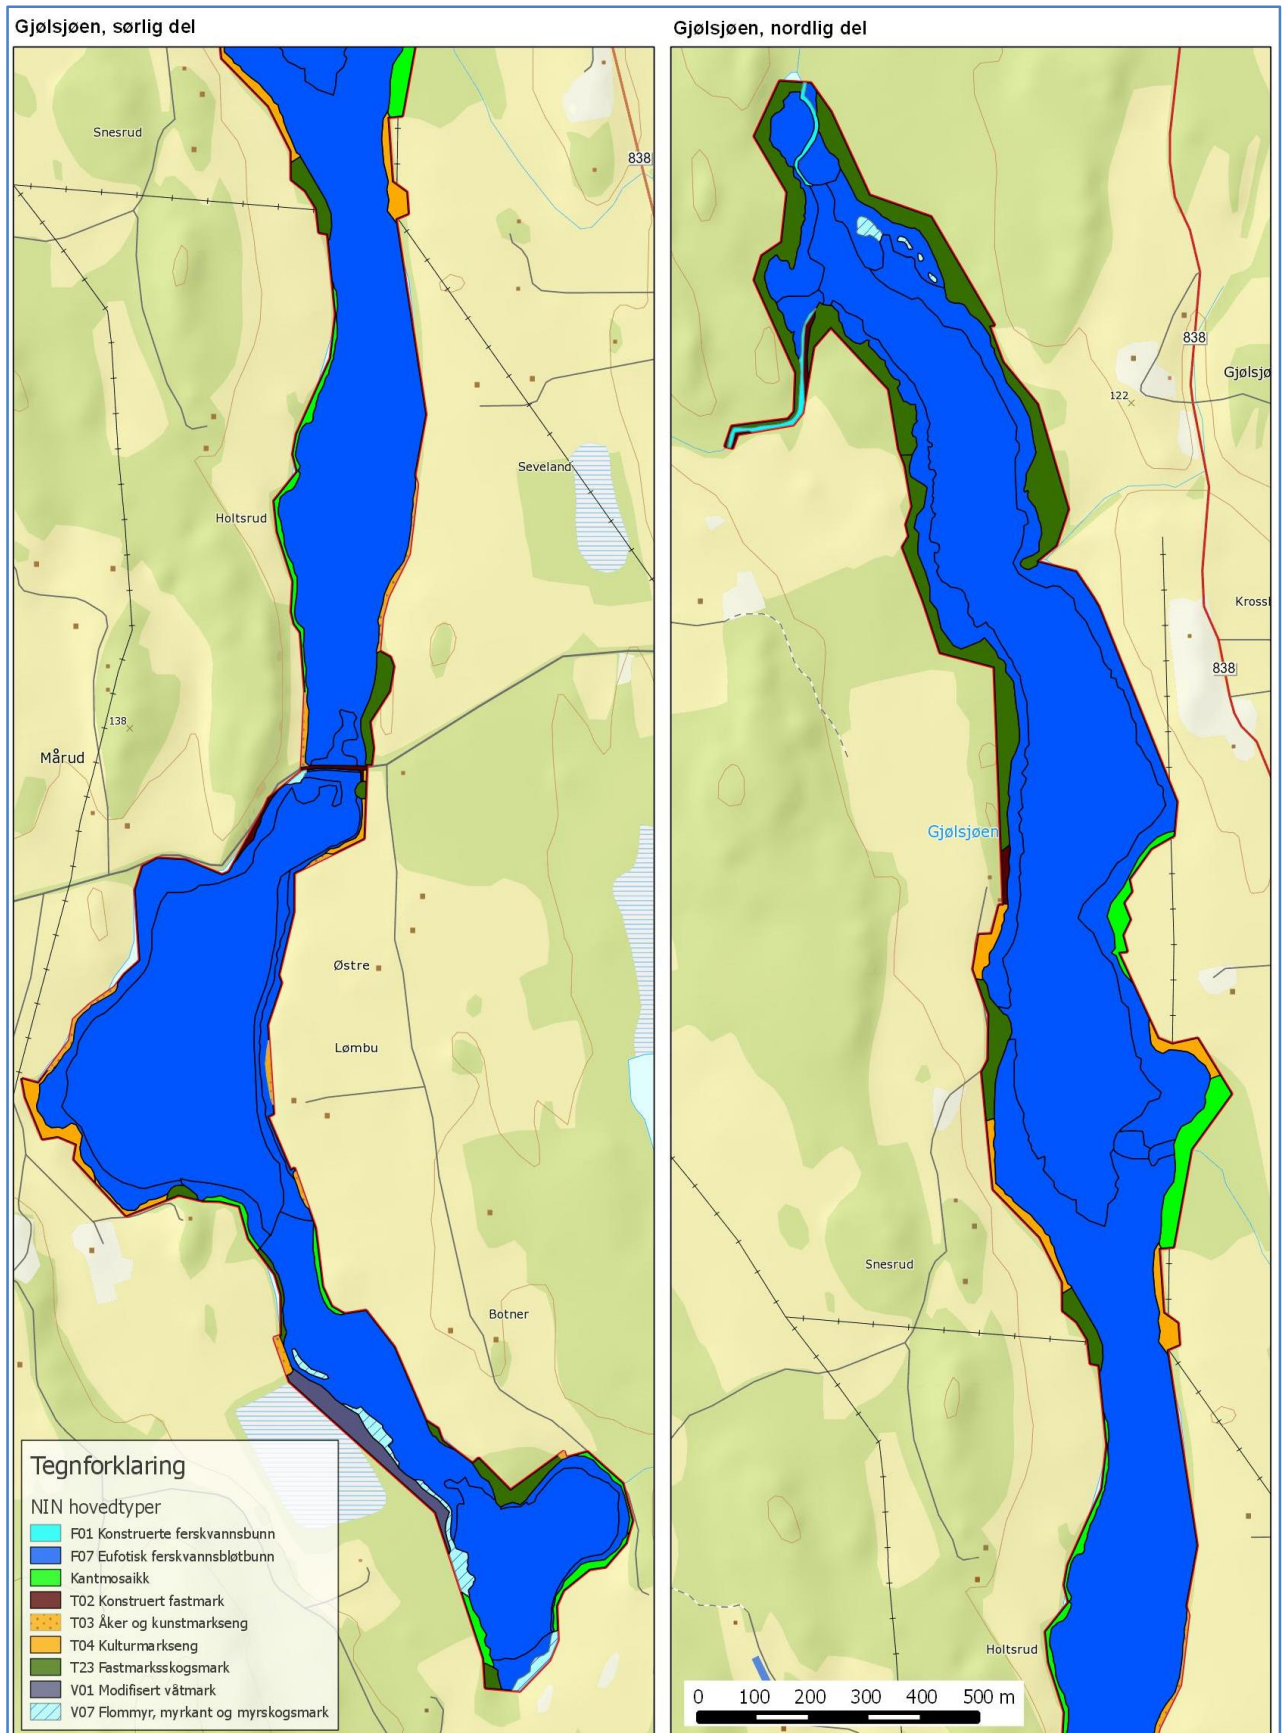 Gjølsjøen, sørlig del
Snesrud
838
Seveland
Holtsrud
138
Mårud
Østre
Lømbu
Botner
Tegnforklaring
NIN hovedtyper
F01 Konstruerte ferskvannsbunn
F07 Eufotisk ferskvannsbløtbunn
Kantmosaikk
T02 Konstruert fastmark
T03 Åker og kunstmarkseng
T04 Kulturmarkseng
T23 Fastmarksskogsmark
V01 Modifisert våtmark
V07 Flommyr, myrkant og myrskogsmark
Gjølsjøen, nordlig del
838
Gjølsjø
122
Krossl
838
Gjølsjøen
Snesrud
Holtsrud
0 100 200 300 400 500 m